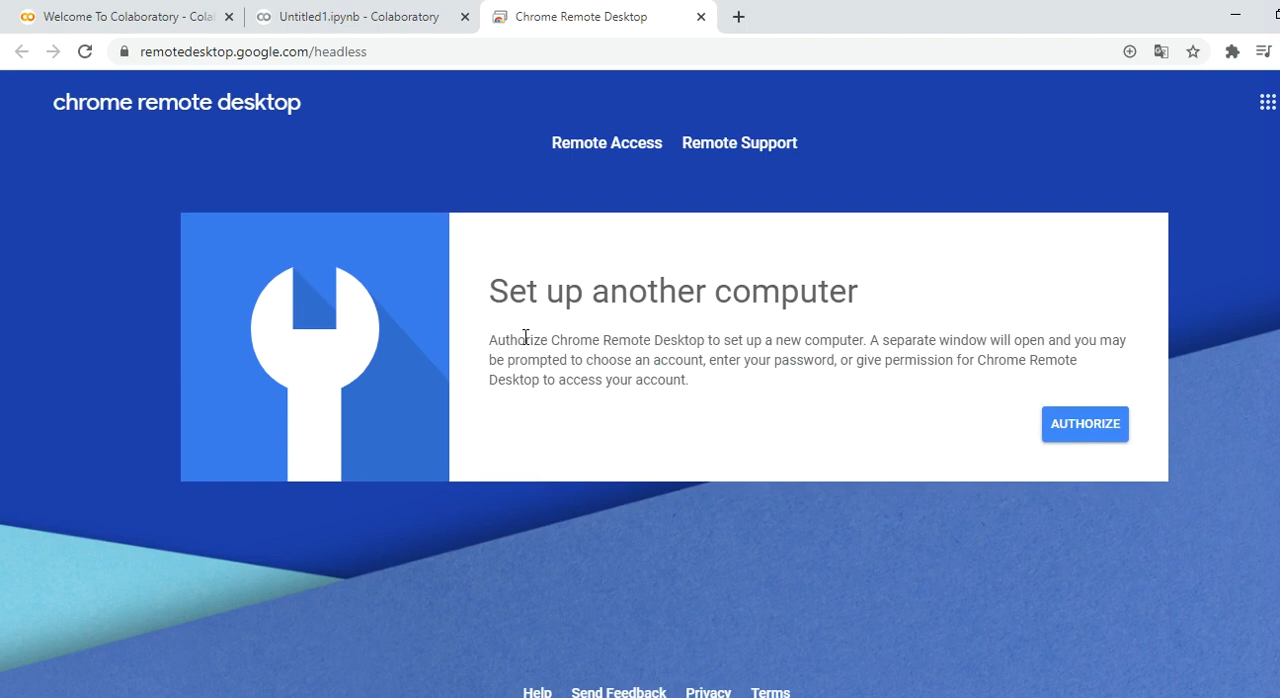 Welcome To Colaboratory - Cola
Untitled1.ipynb - Colaboratory
Chrome Remote Desktop
remotedesktop.google.com/headless
chrome remote desktop
Remote Access Remote Support
Set up another computer
Authorize Chrome Remote Desktop to set up a new computer. A separate window will open and you may
be prompted to choose an account, enter your password, or give permission for Chrome Remote
Desktop to access your account.
AUTHORIZE
Help Send Feedback Privacy Terms